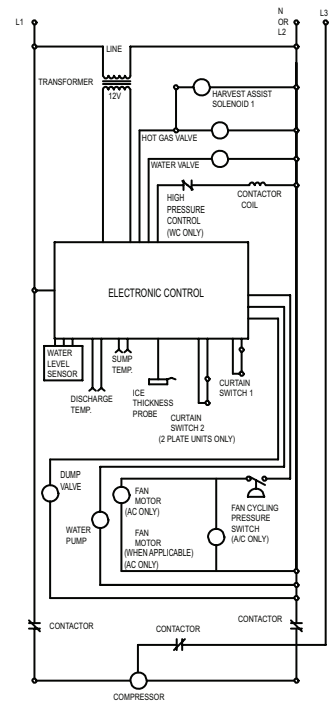 L1
N
OR
L2
L3
LINE
TRANSFORMER
12V
HARVEST ASSIST
SOLENOID 1
HOT GAS VALVE
WATER VALVE
HIGH
PRESSURE
CONTROL
(WC ONLY)
CONTACTOR
COIL
ELECTRONIC CONTROL
WATER
LEVEL
SENSOR
SUMP
TEMP.
DISCHARGE
TEMP.
ICE
THICKNESS
PROBE
CURTAIN
SWITCH 1
CURTAIN
SWITCH 2
(2 PLATE UNITS ONLY)
DUMP
VALVE
WATER
PUMP
FAN
MOTOR
(AC ONLY)
FAN
MOTOR
(WHEN APPLICABLE)
(AC ONLY)
FAN CYCLING
PRESSURE
SWITCH
(A/C ONLY)
CONTACTOR
CONTACTOR
CONTACTOR
COMPRESSOR